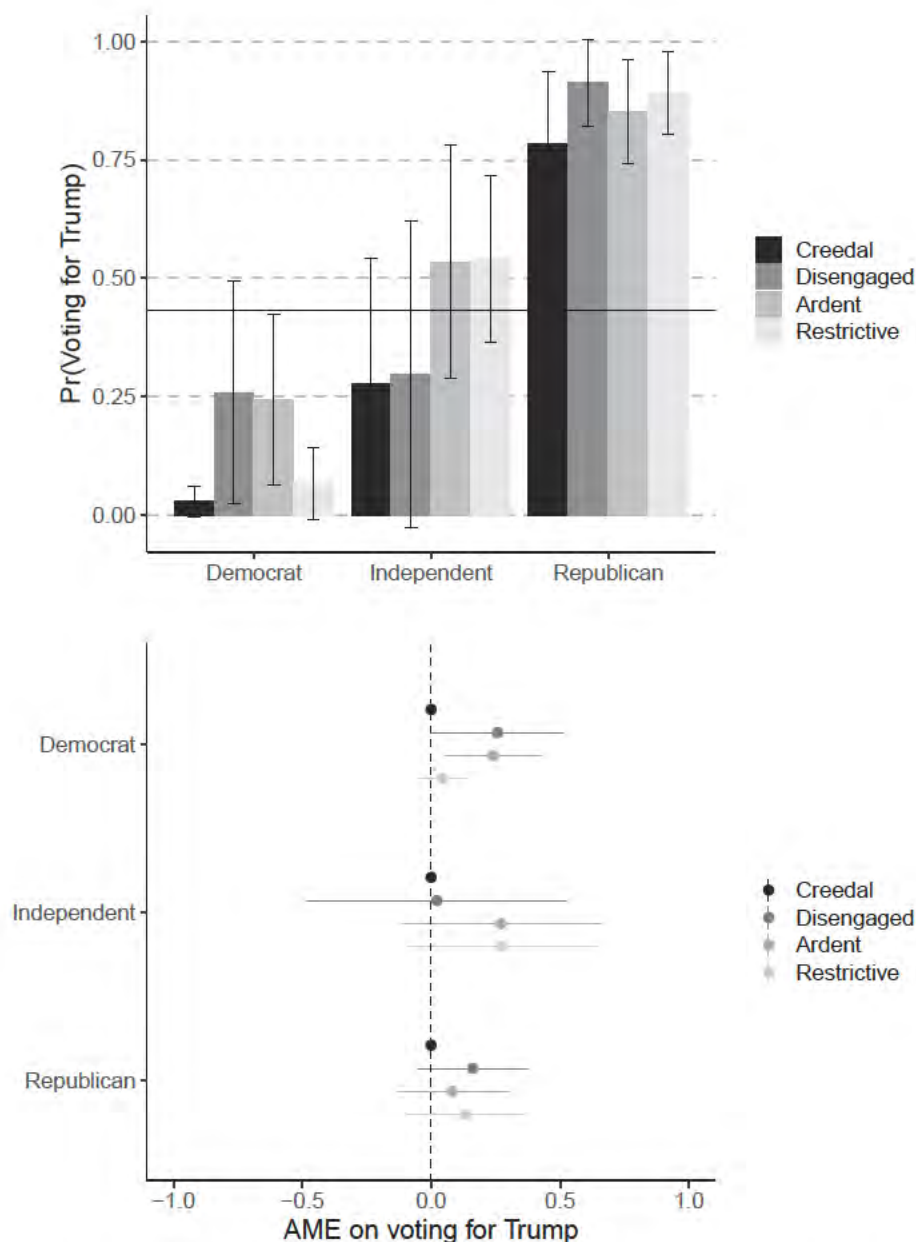 1.00
0.75
0.50
0.25
0.00
Pr(Voting for Trump)
Democrat Independent Republican
Creedal
Disengaged
Ardent
Restrictive
Democrat
Independent
Republican
−1.0 −0.5 0.0 0.5 1.0
AME on voting for Trump
Creedal
Disengaged
Ardent
Restrictive